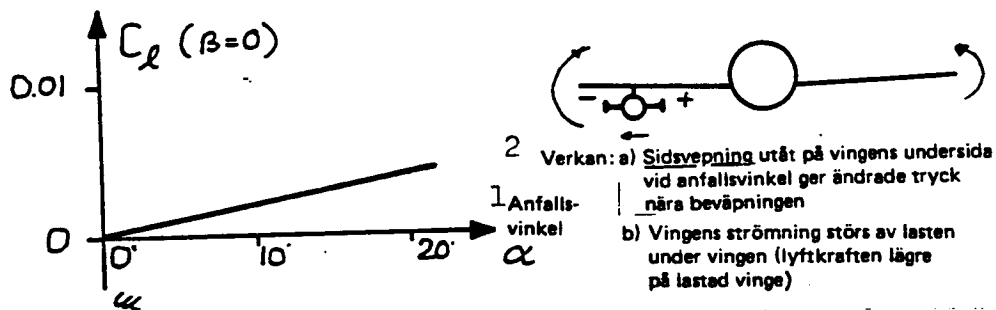 C_ℓ (β=0)
0.01
0
0°
10°
20°
1 Anfalls-
vinkel
α
- +
2 Verkan: a) Sidsvepning utåt på vingens undersida
vid anfallsvinkel ger ändrade tryck
nära beväpningen
b) Vingens strömning störs av lasten
under vingen (lyftkraften lägre
på lastad vinge)